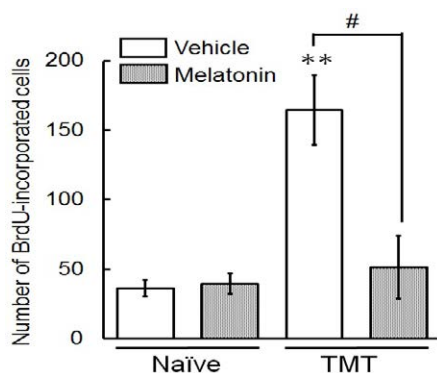 #
200
Vehicle
Melatonin
**
150
100
50
0
Number of BrdU-incorporated cells
Naïve
TMT